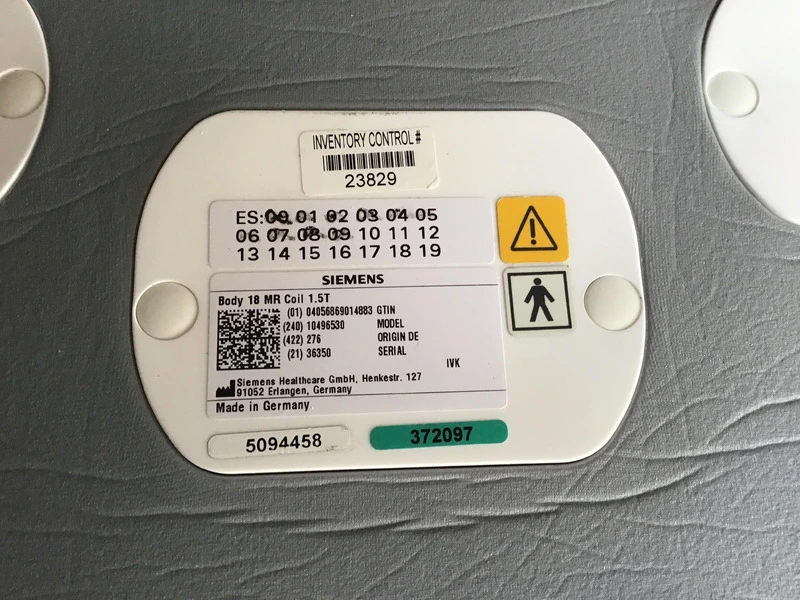 INVENTORY CONTROL#
23829
ES:00 01 02 03 04 05
06 07 08 09 10 11 12
13 14 15 16 17 18 19
SIEMENS
Body 18 MR Coil 1.5T
(01) 04056869014883 GTIN
(240) 10496530 MODEL
(422) 276 ORIGIN DE
(21) 36350 SERIAL
IVK
Siemens Healthcare GmbH, Henkestr. 127
91052 Erlangen, Germany
Made in Germany
5094458
372097